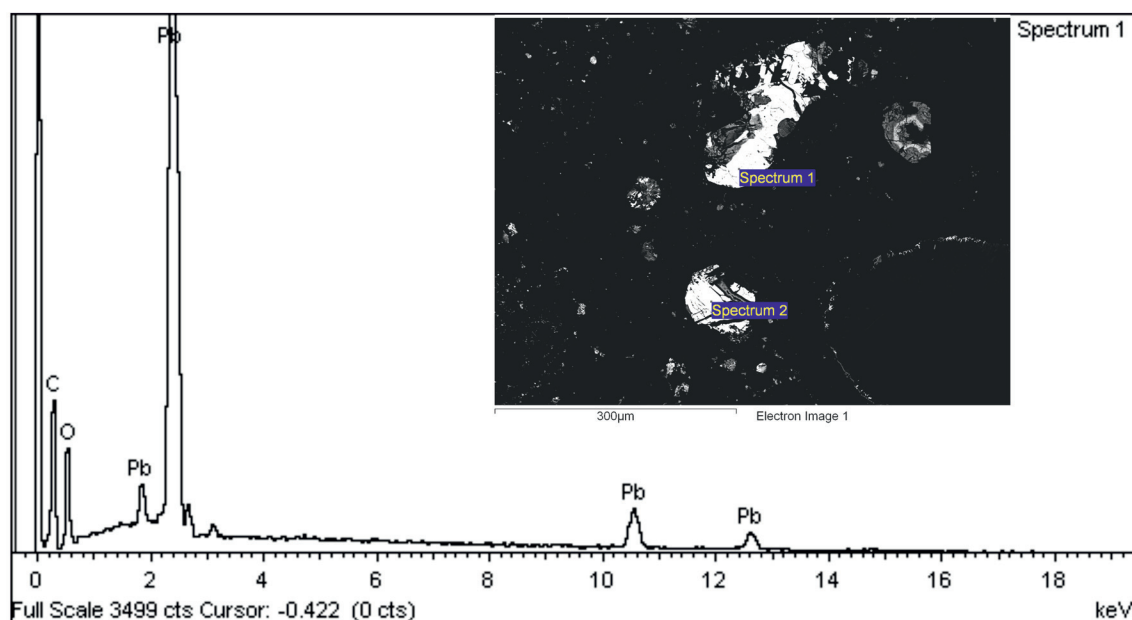 Spectrum 1
Pb
C
O
Pb
Pb
Pb
Spectrum 1
Spectrum 2
300µm
Electron Image 1
0 2 4 6 8 10 12 14 16 18
Full Scale 3499 cts Cursor: -0.422 (0 cts) keV